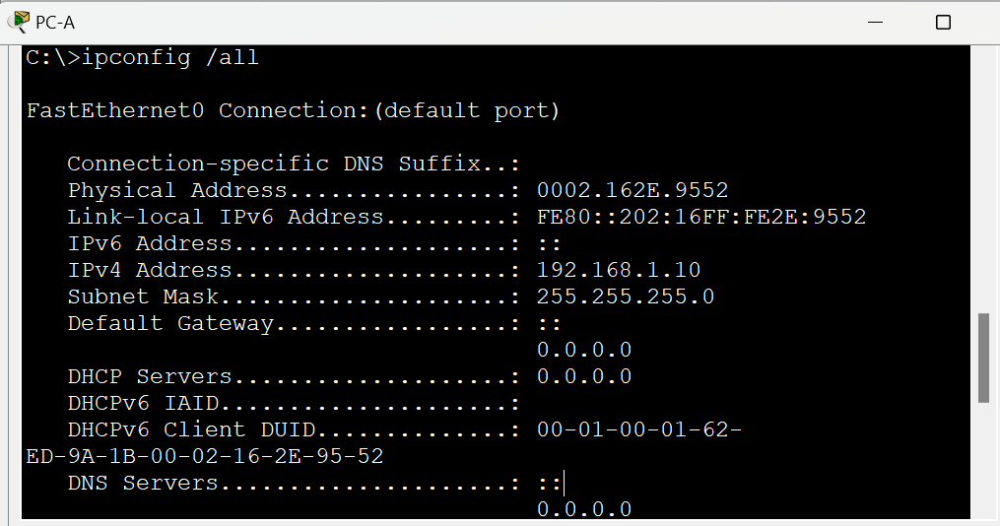 PC-A
C:\>ipconfig /all
FastEthernet0 Connection:(default port)
Connection-specific DNS Suffix..:
Physical Address................: 0002.162E.9552
Link-local IPv6 Address.........: FE80::202:16FF:FE2E:9552
IPv6 Address....................: ::
IPv4 Address....................: 192.168.1.10
Subnet Mask.....................: 255.255.255.0
Default Gateway.................: ::
0.0.0.0
DHCP Servers....................: 0.0.0.0
DHCPv6 IAID.....................:
DHCPv6 Client DUID..............: 00-01-00-01-62-
ED-9A-1B-00-02-16-2E-95-52
DNS Servers.....................: ::
0.0.0.0